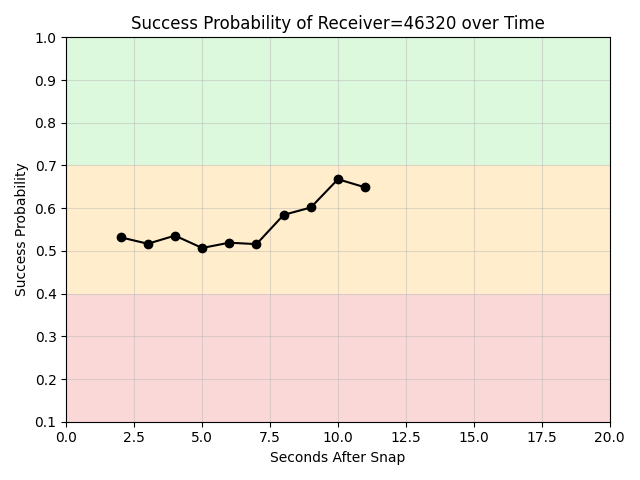 Success Probability of Receiver=46320 over Time
1.0
0.9
0.8
0.7
0.6
0.5
0.4
0.3
0.2
0.1
Success Probability
0.0 2.5 5.0 7.5 10.0 12.5 15.0 17.5 20.0
Seconds After Snap